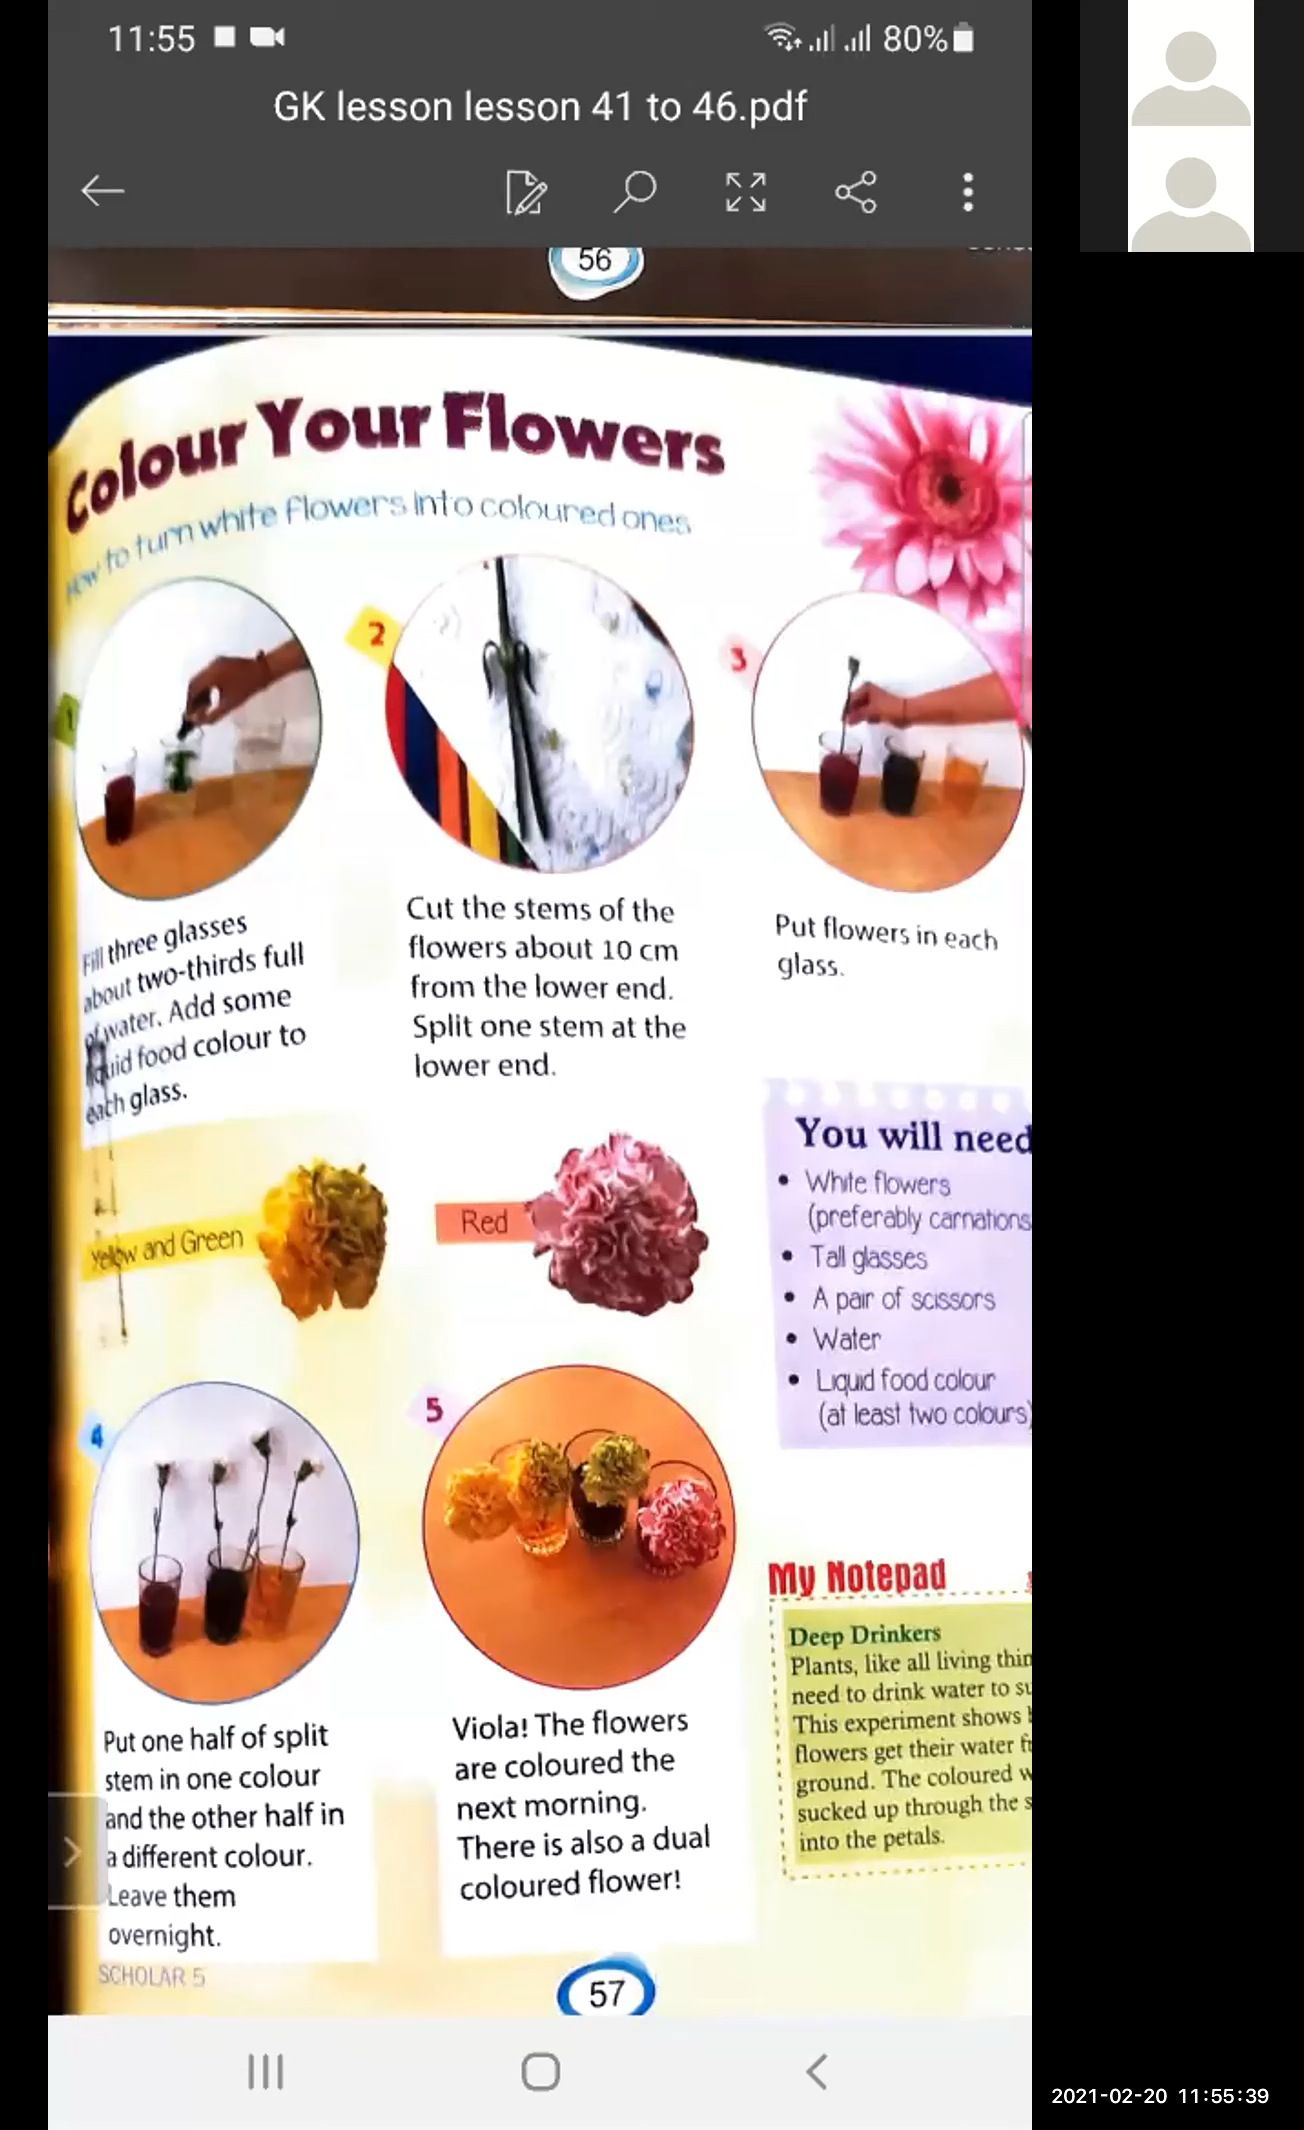 11:55
80%
GK lesson lesson 41 to 46.pdf
56
Colour Your Flowers
How to turn white flowers into coloured ones
1
2
3
Fill three glasses
about two-thirds full
of water. Add some
liquid food colour to
each glass.
Cut the stems of the
flowers about 10 cm
from the lower end.
Split one stem at the
lower end.
Put flowers in each
glass.
Yellow and Green
Red
You will need
• White flowers
(preferably carnations
• Tall glasses
• A pair of scissors
• Water
• Liquid food colour
(at least two colours)
4
5
Put one half of split
stem in one colour
and the other half in
a different colour.
Leave them
overnight.
Viola! The flowers
are coloured the
next morning.
There is also a dual
coloured flower!
My Notepad
Deep Drinkers
Plants, like all living
need to drink water to
This experiment shows
flowers get their water
ground. The coloured
sucked up through the
into the petals.
SCHOLAR 5
57
2021-02-20 11:55:39